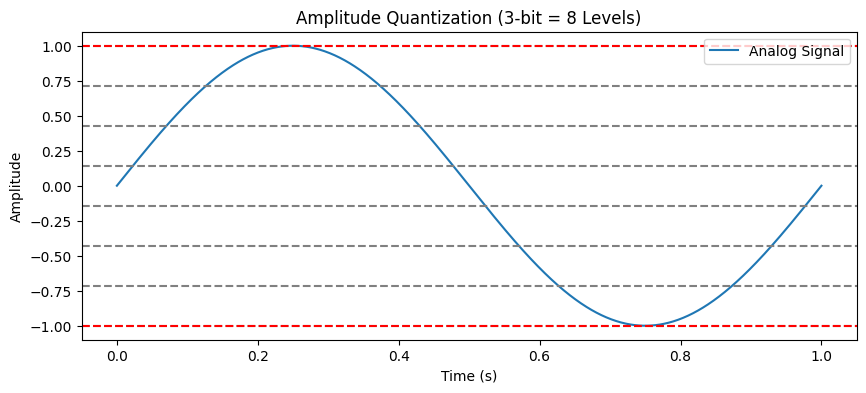 Amplitude Quantization (3-bit = 8 Levels)
Analog Signal
Amplitude
1.00
0.75
0.50
0.25
0.00
−0.25
−0.50
−0.75
−1.00
0.0 0.2 0.4 0.6 0.8 1.0
Time (s)